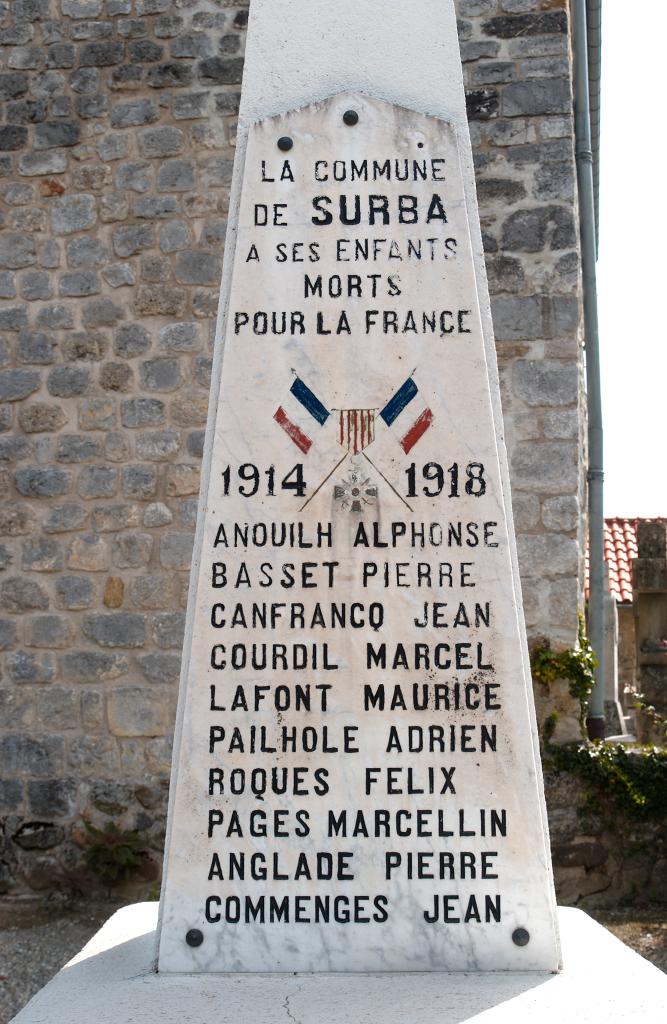 LA COMMUNE
DE SURBA
A SES ENFANTS
MORTS
POUR LA FRANCE
1914 1918
ANOUILH ALPHONSE
BASSET PIERRE
CANFRANCQ JEAN
COURDIL MARCEL
LAFONT MAURICE
PAILHOLE ADRIEN
ROQUES FELIX
PAGES MARCELLIN
ANGLADE PIERRE
COMMENGES JEAN